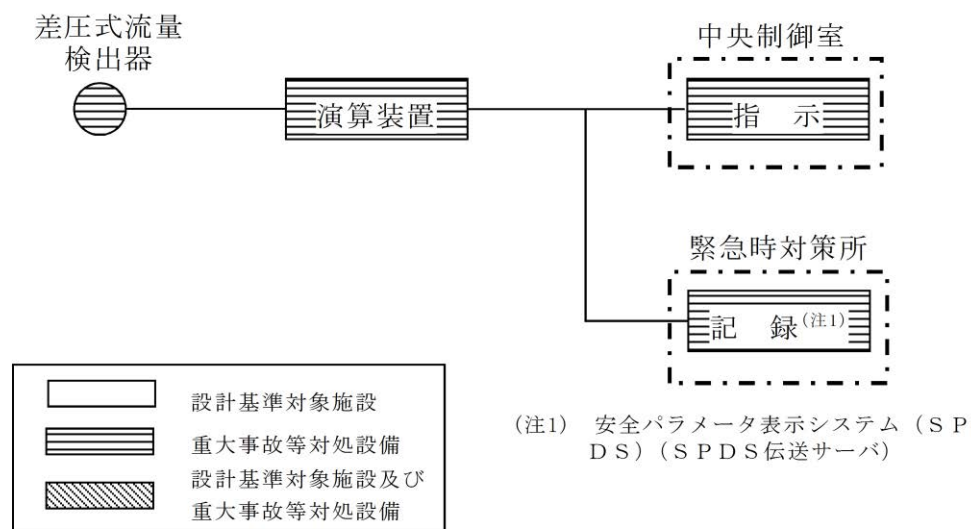 差圧式流量
検出器
中央制御室
演算装置
指 示
緊急時対策所
記 録(注1)
設計基準対象施設
重大事故等対処設備
設計基準対象施設及び
重大事故等対処設備
(注1) 安全パラメータ表示システム（ＳＰ
ＤＳ）（ＳＰＤＳ伝送サーバ）